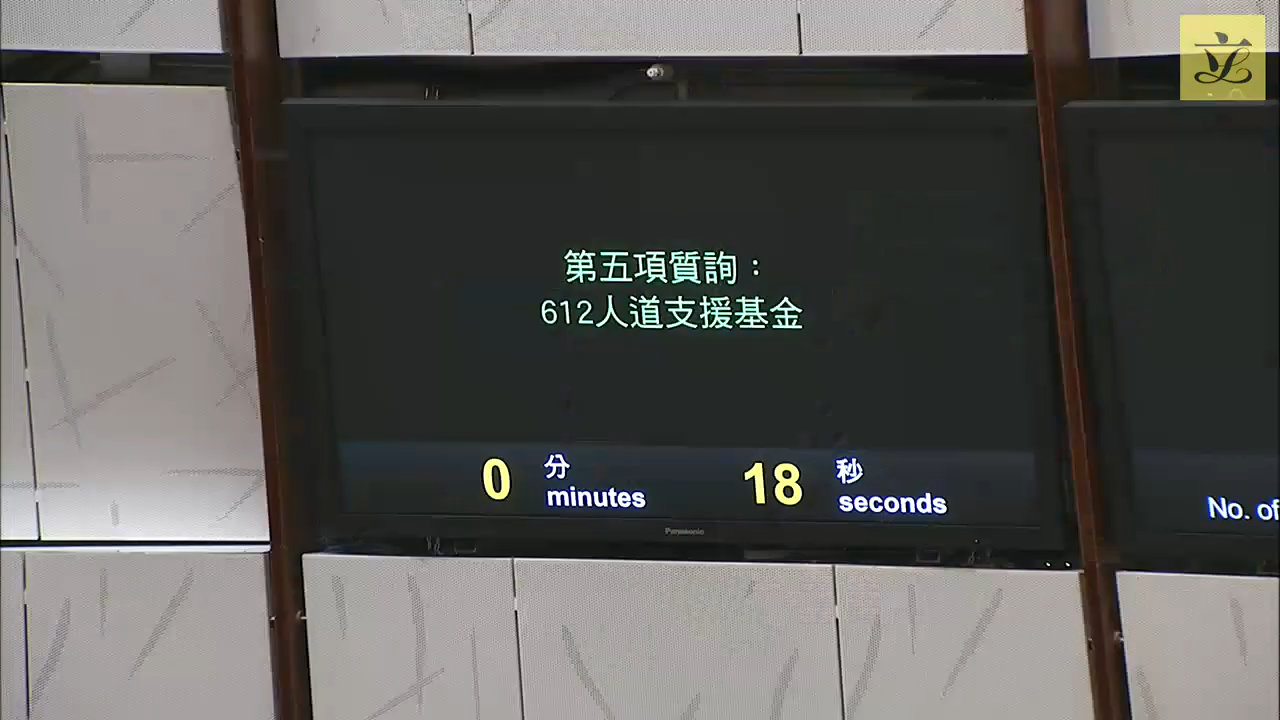 立
第五項質詢：
612人道支援基金
0 分 minutes 18 秒 seconds
Panasonic
No. of